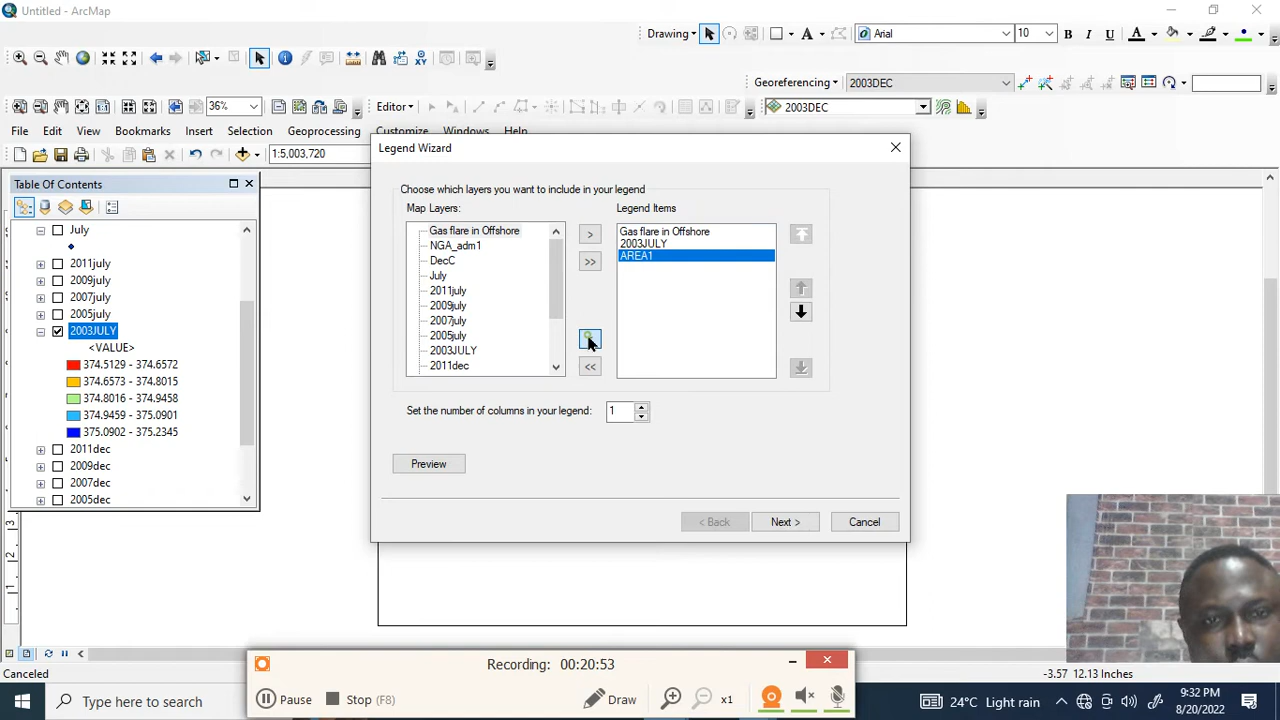 Untitled - ArcMap
Drawing
A
Arial
10
A
B
I
U
A
Georeferencing
2003DEC
36%
Editor
2003DEC
File
Edit
View
Bookmarks
Insert
Selection
Geoprocessing
Customize
Windows
Help
1:5,003,720
Legend Wizard
Table Of Contents
July
2011july
2009july
2007july
2005july
2003JULY
<VALUE>
374.5129 - 374.6572
374.6573 - 374.8015
374.8016 - 374.9458
374.9459 - 375.0901
375.0902 - 375.2345
2011dec
2009dec
2007dec
2005dec
Choose which layers you want to include in your legend
Map Layers:
Gas flare in Offshore
NGA_adm1
DecC
July
2011july
2009july
2007july
2005july
2003JULY
2011dec
>
>>
<<
Legend Items
Gas flare in Offshore
2003JULY
AREA1
Set the number of columns in your legend:
1
Preview
< Back
Next >
Cancel
Canceled
-3.57 12.13 Inches
Recording: 00:20:53
Pause
Stop (F8)
Draw
x1
Type here to search
24°C Light rain
9:32 PM
8/20/2022